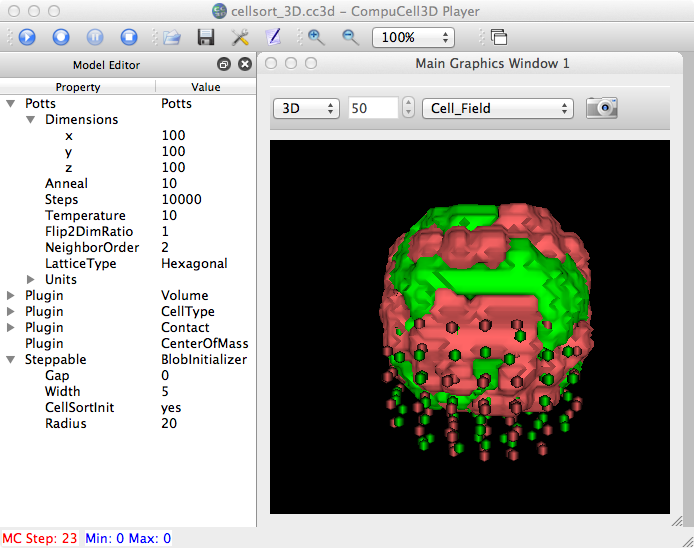 cellsort_3D.cc3d – CompuCell3D Player
100%
Model Editor
Property Value
Potts Potts
Dimensions
x 100
y 100
z 100
Anneal 10
Steps 10000
Temperature 10
Flip2DimRatio 1
NeighborOrder 2
LatticeType Hexagonal
Units
Plugin Volume
Plugin CellType
Plugin Contact
Plugin CenterOfMass
Steppable BlobInitializer
Gap 0
Width 5
CellSortInit yes
Radius 20
Main Graphics Window 1
3D 50 Cell_Field
MC Step: 23 Min: 0 Max: 0